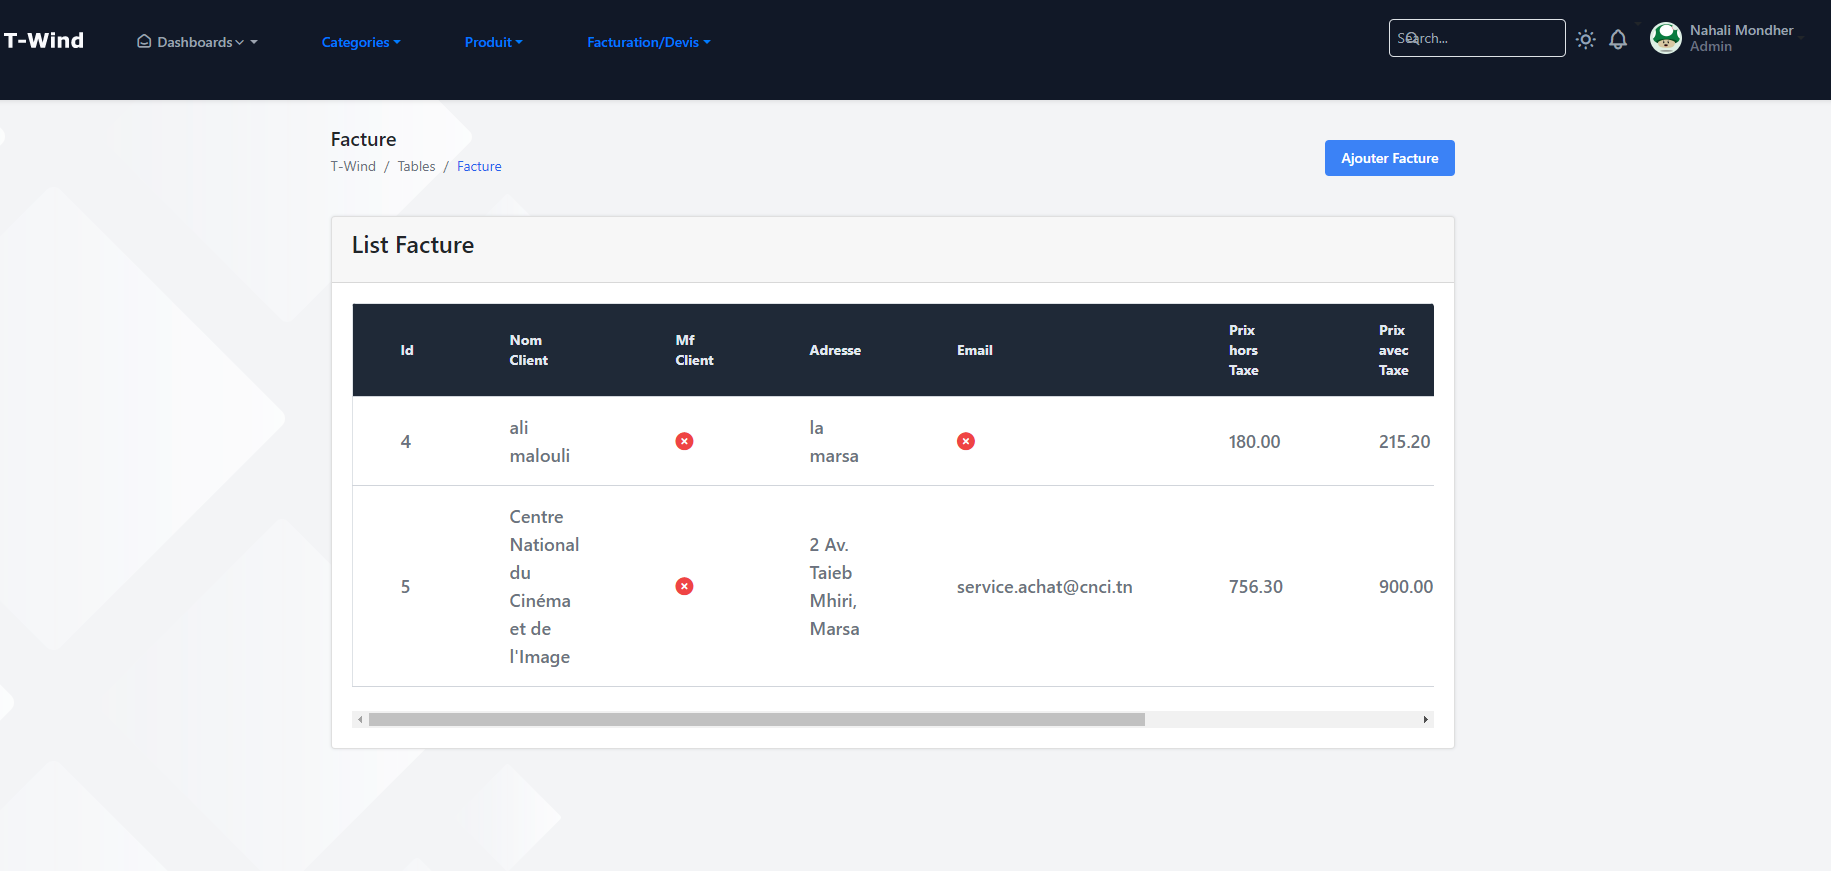 T-Wind
Dashboards
Categories
Produit
Facturation/Devis
Search...
Nahali Mondher
Admin
Facture
T-Wind / Tables / Facture
Ajouter Facture
List Facture
Id
Nom
Client
Mf
Client
Adresse
Email
Prix
hors
Taxe
Prix
avec
Taxe
4
ali
malouli
la
marsa
180.00
215.20
5
Centre
National
du
Cinéma
et de
l'Image
2 Av.
Taieb
Mhiri,
Marsa
service.achat@cnci.tn
756.30
900.00